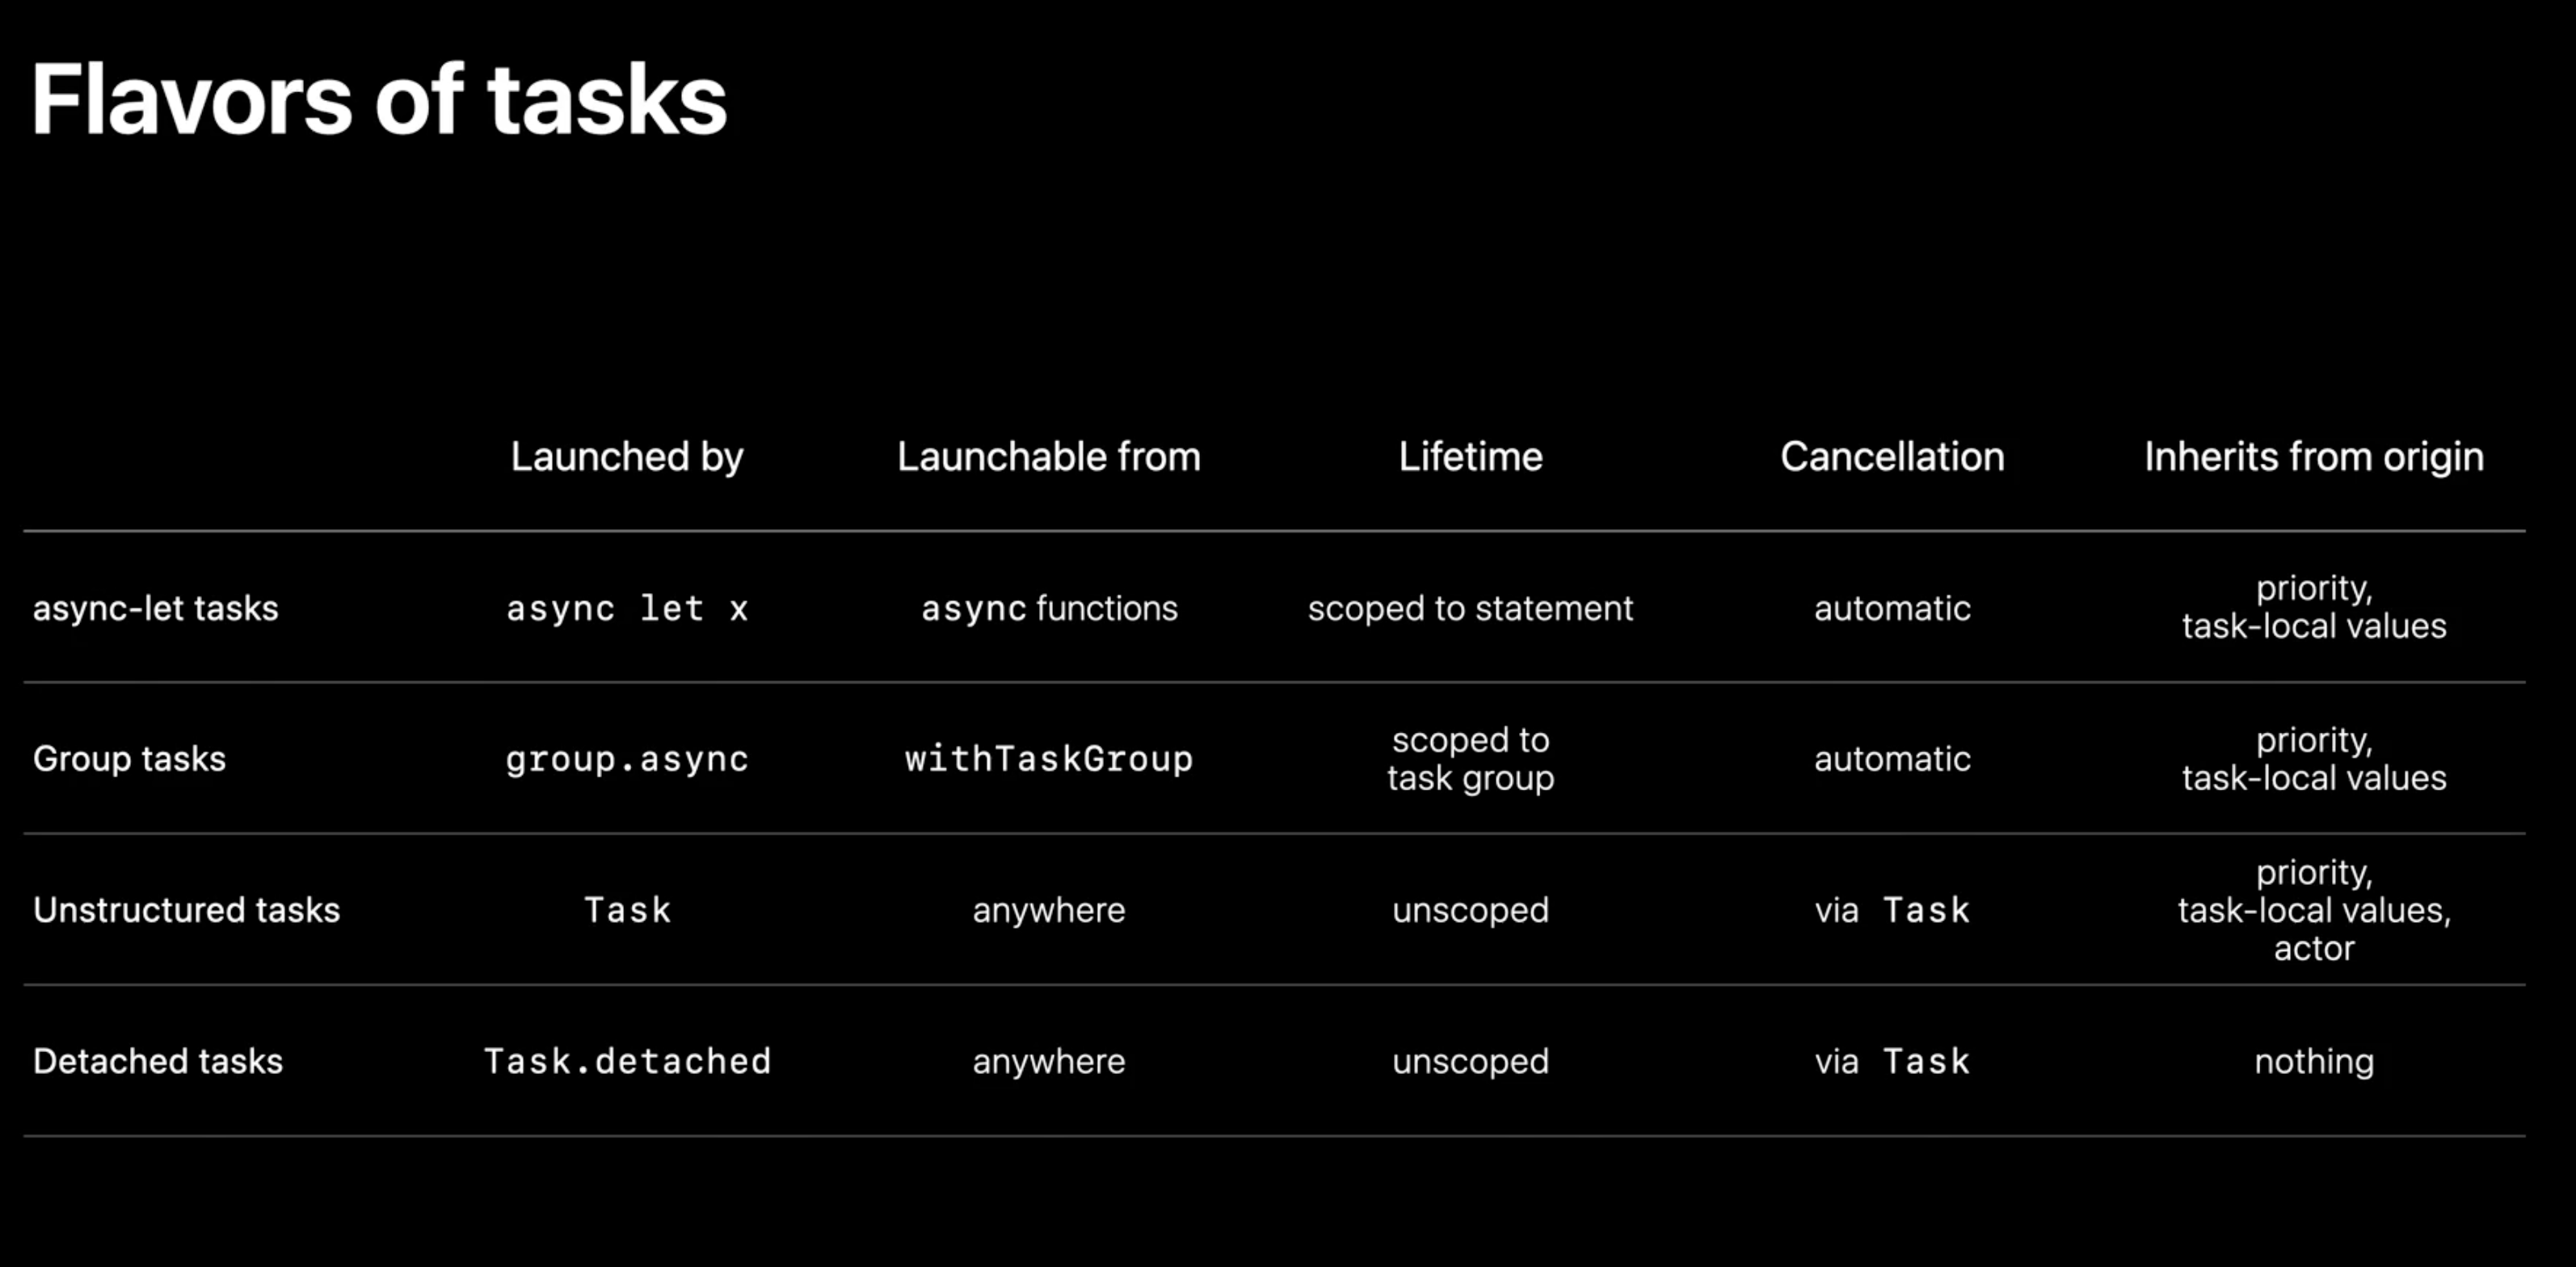 Flavors of tasks
Launched by Launchable from Lifetime Cancellation Inherits from origin
async-let tasks async let x async functions scoped to statement automatic priority,
task-local values
Group tasks group.async withTaskGroup scoped to
task group automatic priority,
task-local values
Unstructured tasks Task anywhere unscoped via Task priority,
task-local values,
actor
Detached tasks Task.detached anywhere unscoped via Task nothing